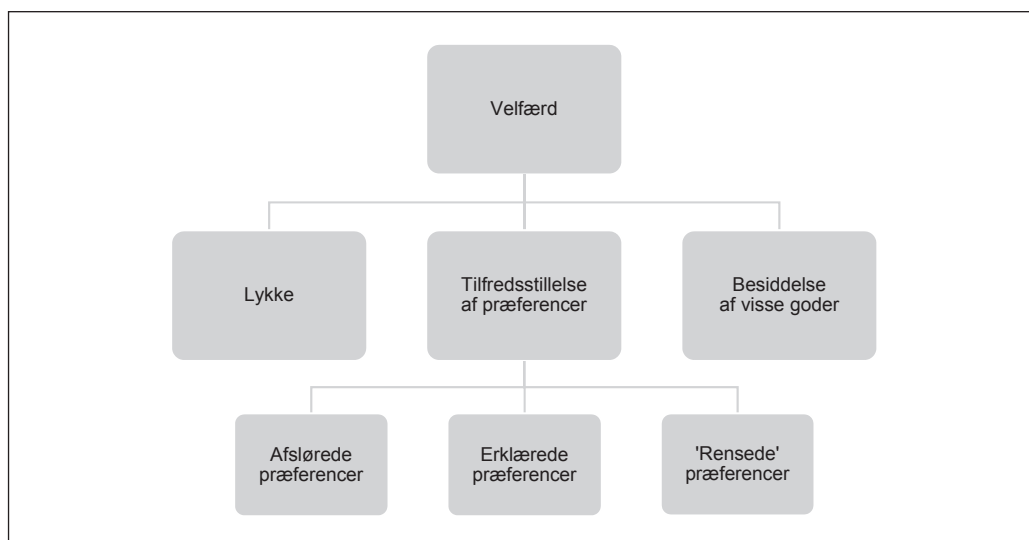 Velfærd
Lykke
Tilfredsstillelse
af præferencer
Besiddelse
af visse goder
Afslørede
præferencer
Erklærede
præferencer
'Rensede'
præferencer